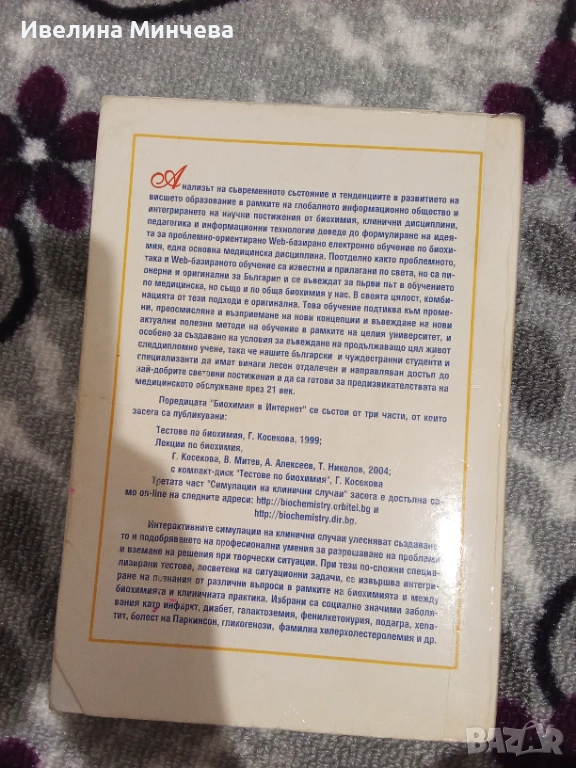 Ивелина Минчева
Анализът на съвременното състояние и тенденциите в развитието на
висшето образование в рамките на глобалното информационно общество и
интегрирането на научни постижения от биохимия, клинични дисциплини,
педагогика и информационни технологии доведе до формулиране на идея-
та за проблемно-ориентирано Web-базирано електронно обучение по биохи-
мия, една основна медицинска дисциплина. Поотделно както проблемното,
така и Web-базираното обучение са известни и прилагани по света, но са пи-
онерни и оригинални за България и се въвеждат за първи път в обучението
по медицинска, но също и по обща биохимия у нас. В своята цялост, комби-
нацията от тези подходи е оригинална. Това обучение подтиква към проме-
ни, преосмисляне и възприемане на нови концепции и въвеждане на нови
актуални полезни методи на обучение в рамките на целия университет, и
особено за създаване на условия за въвеждане на продължаващо цял живот
следдипломно учене, така че нашите български и чуждестранни студенти и
специализанти да имат винаги лесен отдалечен и направляван достъп до
най-добрите световни постижения и да са готови за предизвикателствата на
медицинското обслужване през 21 век.
Поредицата "Биохимия в Интернет" се състои от три части, от които
засега са публикувани:
Тестове по биохимия, Г. Косекова, 1999;
Лекции по биохимия,
Г. Косекова, В. Митев, А. Алексеев, Т. Николов, 2004;
с компакт-диск "Тестове по биохимия", Г. Косекова
Третата част "Симулации на клинични случаи" засега е достъпна са-
мо on-line на следните адреси: http://biochemistry.orbitel.bg и
http://biochemistry.dir.bg.
Интерактивните симулации на клинични случаи улесняват създаване-
то и подобряването на професионални умения за разрешаване на проблеми
и вземане на решения при творчески ситуации. При тези по-сложни специа-
лизирани тестове, посветени на ситуационни задачи, се извършва интегри-
ране на познания от различни въпроси в рамките на биохимията и между
биохимията и клиничната практика. Избрани са социално значими заболя-
вания като инфаркт, диабет, галактоземия, фенилкетонурия, подагра, хепа-
тит, болест на Паркинсон, гликогенози, фамилна хиперхолестеролемия и др.
BAZAR